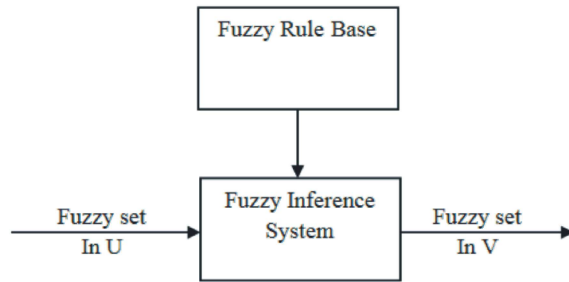 Fuzzy Rule Base
Fuzzy set
In U
Fuzzy Inference
System
Fuzzy set
In V